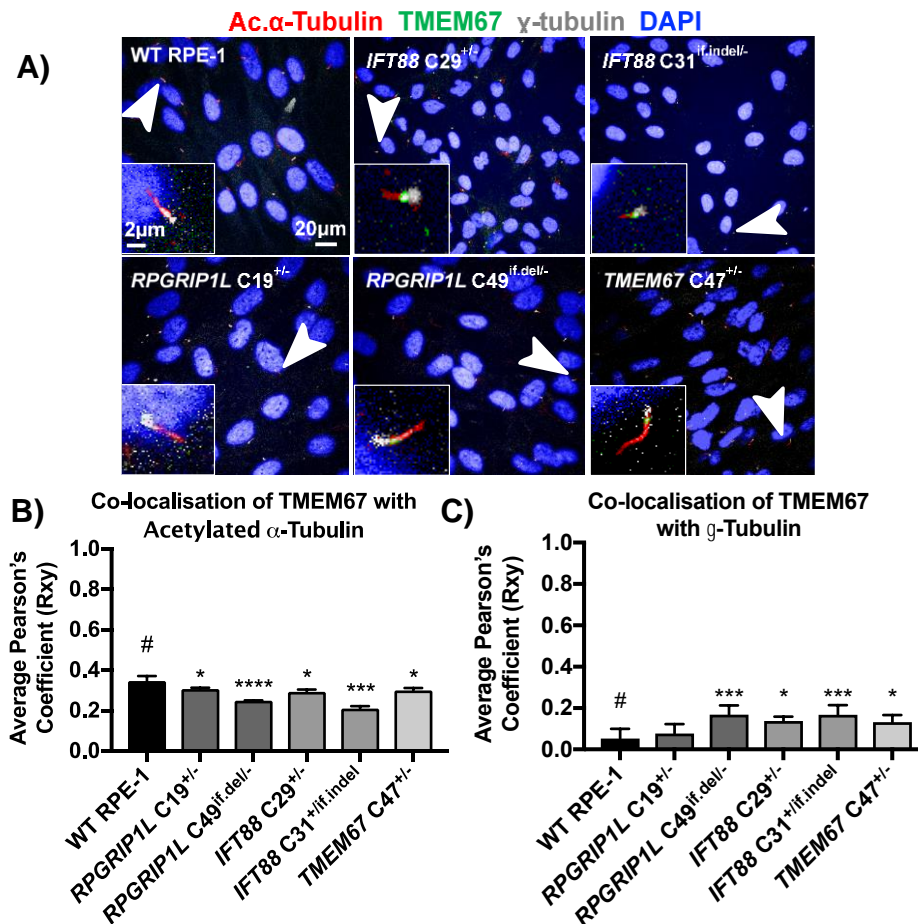 Ac.α-Tubulin TMEM67 γ-tubulin DAPI
A)
WT RPE-1
IFT88 C29+/-
IFT88 C31if.indel/-
2µm
20µm
RPGRIP1L C19+/-
RPGRIP1L C49if.del/-
TMEM67 C47+/-
B)
Co-localisation of TMEM67 with
Acetylated α-Tubulin
Average Pearson's
Coefficient (Rxy)
1.0
0.8
0.6
0.4
0.2
0.0
#
*
****
*
***
*
WT RPE-1
RPGRIP1L C19+/-
RPGRIP1L C49if.del/-
IFT88 C29+/-
IFT88 C31+/if.indel
TMEM67 C47+/-
C)
Co-localisation of TMEM67
with g-Tubulin
Average Pearson's
Coefficient (Rxy)
1.0
0.8
0.6
0.4
0.2
0.0
#
***
*
***
*
WT RPE-1
RPGRIP1L C19+/-
RPGRIP1L C49if.del/-
IFT88 C29+/-
IFT88 C31+/if.indel
TMEM67 C47+/-